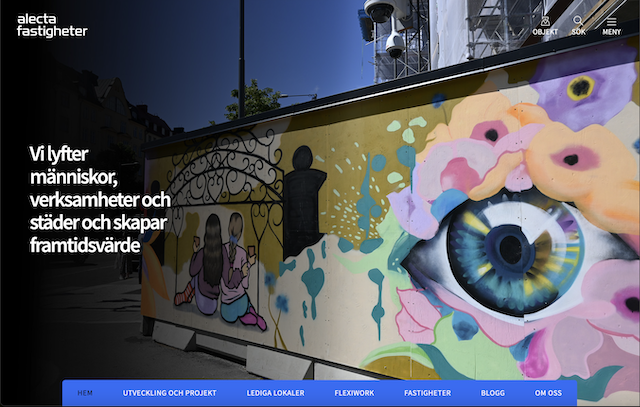 alecta
fastigheter
OBJEKT
SÖK
MENY
Vi lyfter
människor,
verksamheter och
städer och skapar
framtidsvärde
HEM
UTVECKLING OCH PROJEKT
LEDIGA LOKALER
FLEXIWORK
FASTIGHETER
BLOGG
OM OSS